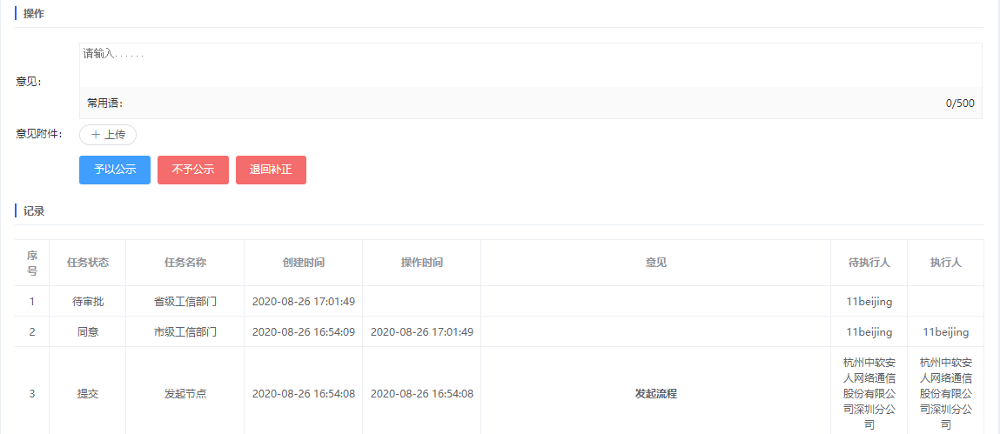 操作
请输入......
意见：
常用语：
0/500
意见附件：
+ 上传
予以公示 不予公示 退回补正
记录
序号 任务状态 任务名称 创建时间 操作时间 意见 待执行人 执行人
1 待审批 省级工信部门 2020-08-26 17:01:49 11beijing
2 同意 市级工信部门 2020-08-26 16:54:09 2020-08-26 17:01:49 11beijing 11beijing
3 提交 发起节点 2020-08-26 16:54:08 2020-08-26 16:54:08 发起流程 杭州中软安人网络通信股份有限公司深圳分公司 杭州中软安人网络通信股份有限公司深圳分公司